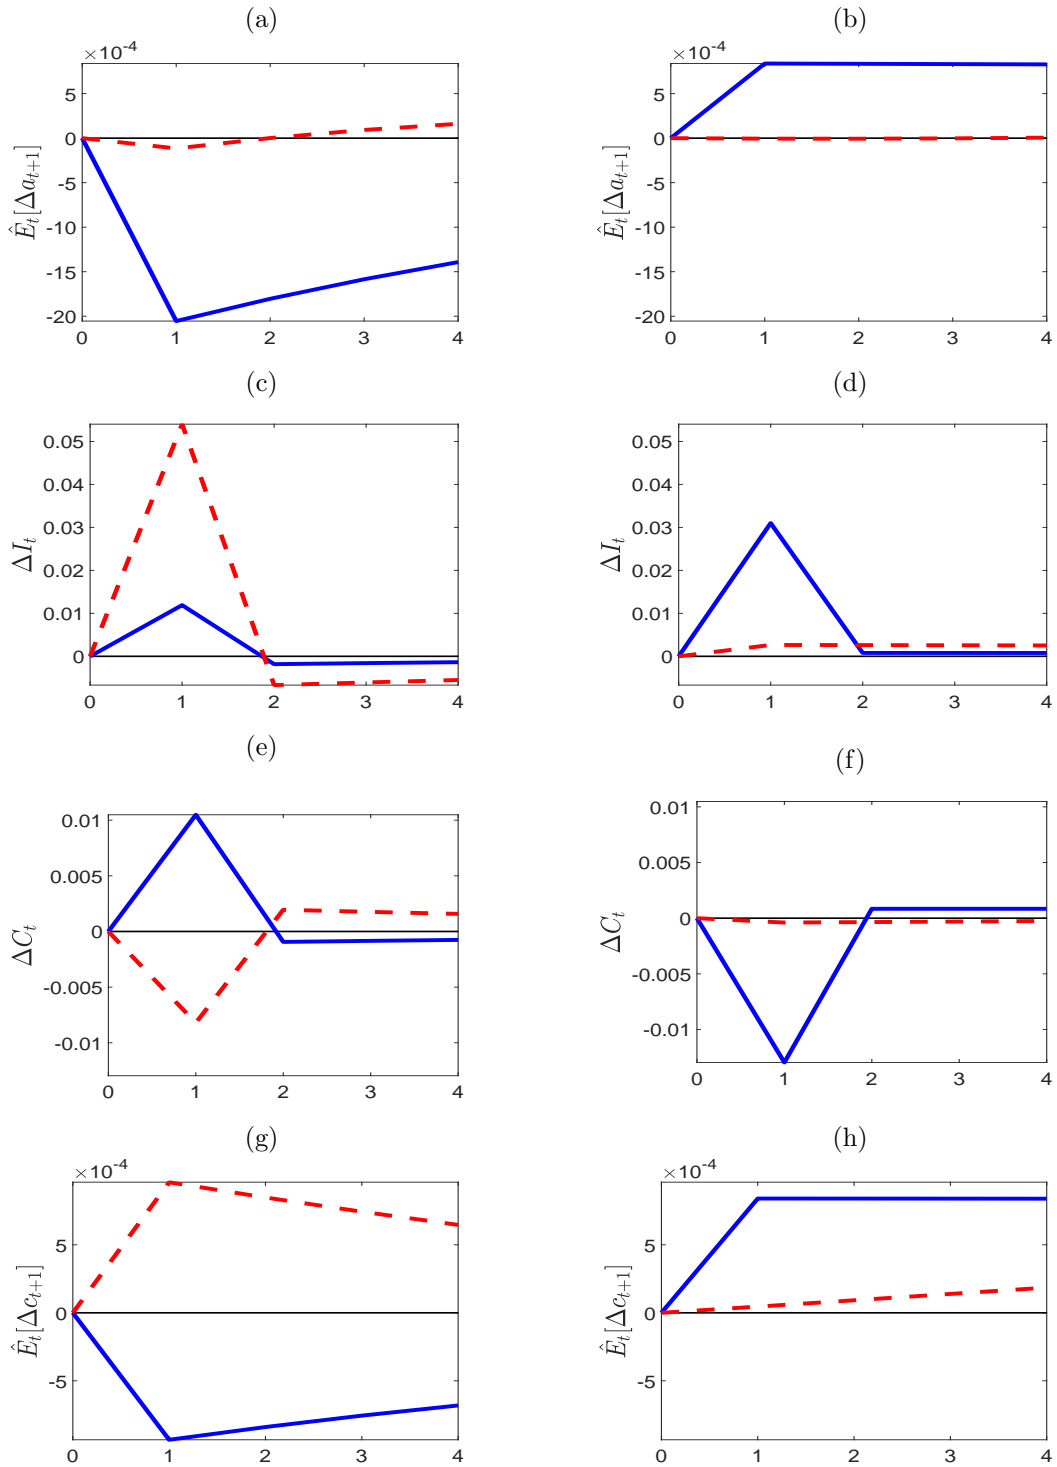 (a)
×10⁻⁴
5
0
-5
-10
-15
-20
0 1 2 3 4
Ê_t[Δa_{t+1}]
(b)
×10⁻⁴
5
0
-5
-10
-15
-20
0 1 2 3 4
Ê_t[Δa_{t+1}]
(c)
0.05
0.04
0.03
0.02
0.01
0
0 1 2 3 4
ΔI_t
(d)
0.05
0.04
0.03
0.02
0.01
0
0 1 2 3 4
ΔI_t
(e)
0.01
0.005
0
-0.005
-0.01
0 1 2 3 4
ΔC_t
(f)
0.01
0.005
0
-0.005
-0.01
0 1 2 3 4
ΔC_t
(g)
×10⁻⁴
5
0
-5
0 1 2 3 4
Ê_t[Δc_{t+1}]
(h)
×10⁻⁴
5
0
-5
0 1 2 3 4
Ê_t[Δc_{t+1}]